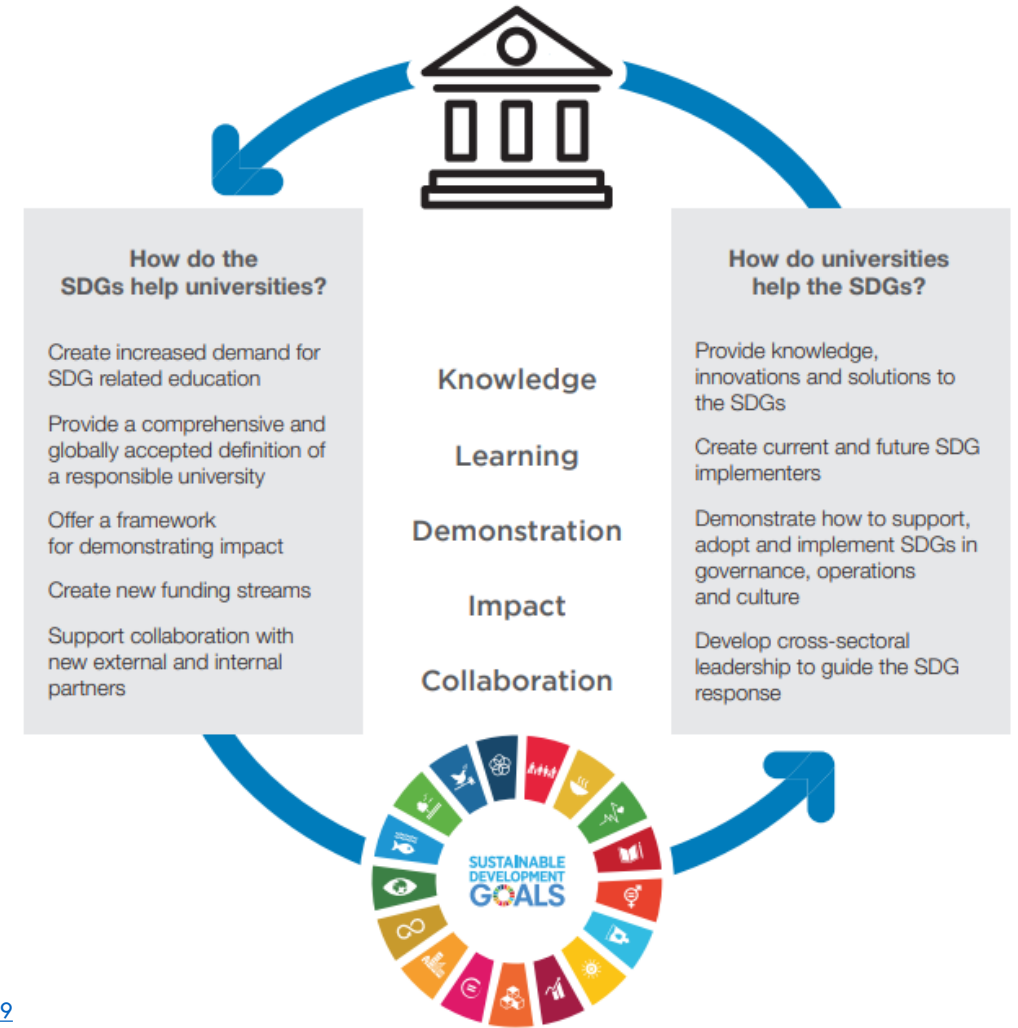 How do the
SDGs help universities?
Create increased demand for
SDG related education
Provide a comprehensive and
globally accepted definition of
a responsible university
Offer a framework
for demonstrating impact
Create new funding streams
Support collaboration with
new external and internal
partners
Knowledge
Learning
Demonstration
Impact
Collaboration
How do universities
help the SDGs?
Provide knowledge,
innovations and solutions to
the SDGs
Create current and future SDG
implementers
Demonstrate how to support,
adopt and implement SDGs in
governance, operations
and culture
Develop cross-sectoral
leadership to guide the SDG
response
SUSTAINABLE
DEVELOPMENT
GOALS
9